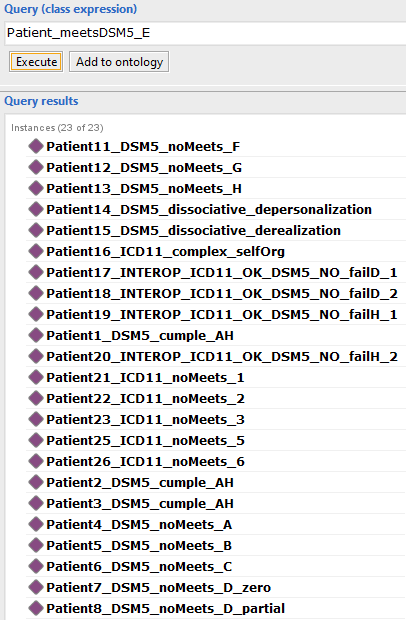 Query (class expression)
Patient_meetsDSM5_E
Execute Add to ontology
Query results
Instances (23 of 23)
Patient11_DSM5_noMeets_F
Patient12_DSM5_noMeets_G
Patient13_DSM5_noMeets_H
Patient14_DSM5_dissociative_depersonalization
Patient15_DSM5_dissociative_derealization
Patient16_ICD11_complex_selfOrg
Patient17_INTEROP_ICD11_OK_DSM5_NO_failD_1
Patient18_INTEROP_ICD11_OK_DSM5_NO_failD_2
Patient19_INTEROP_ICD11_OK_DSM5_NO_failH_1
Patient1_DSM5_cumple_AH
Patient20_INTEROP_ICD11_OK_DSM5_NO_failH_2
Patient21_ICD11_noMeets_1
Patient22_ICD11_noMeets_2
Patient23_ICD11_noMeets_3
Patient25_ICD11_noMeets_5
Patient26_ICD11_noMeets_6
Patient2_DSM5_cumple_AH
Patient3_DSM5_cumple_AH
Patient4_DSM5_noMeets_A
Patient5_DSM5_noMeets_B
Patient6_DSM5_noMeets_C
Patient7_DSM5_noMeets_D_zero
Patient8_DSM5_noMeets_D_partial